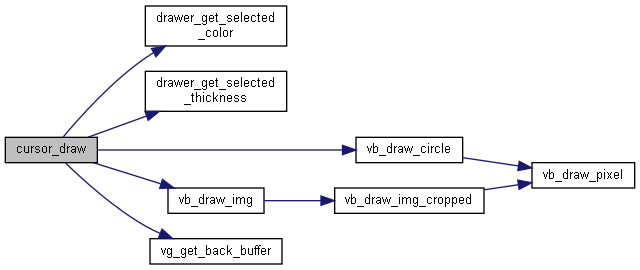 drawer_get_selected
_color
drawer_get_selected
_thickness
cursor_draw
vb_draw_circle
vb_draw_pixel
vb_draw_img
vb_draw_img_cropped
vg_get_back_buffer